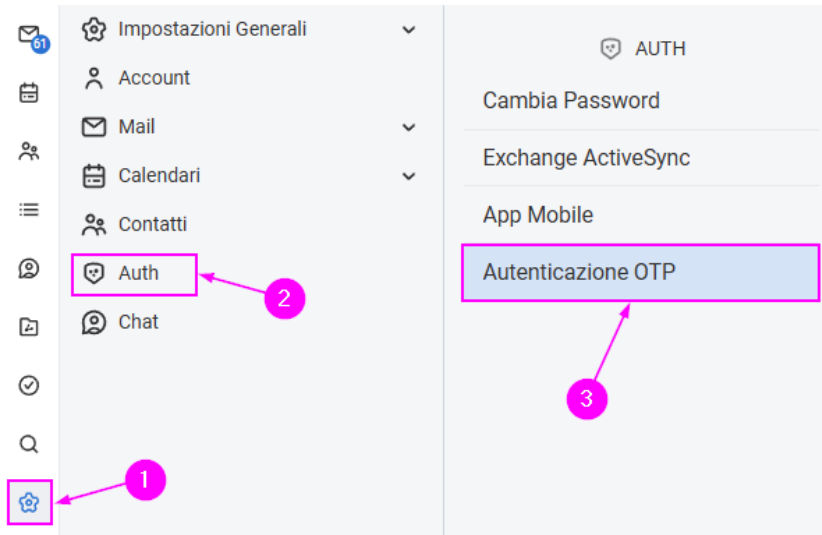 61
Impostazioni Generali
Account
Mail
Calendari
Contatti
Auth
Chat
AUTH
Cambia Password
Exchange ActiveSync
App Mobile
Autenticazione OTP
1
2
3